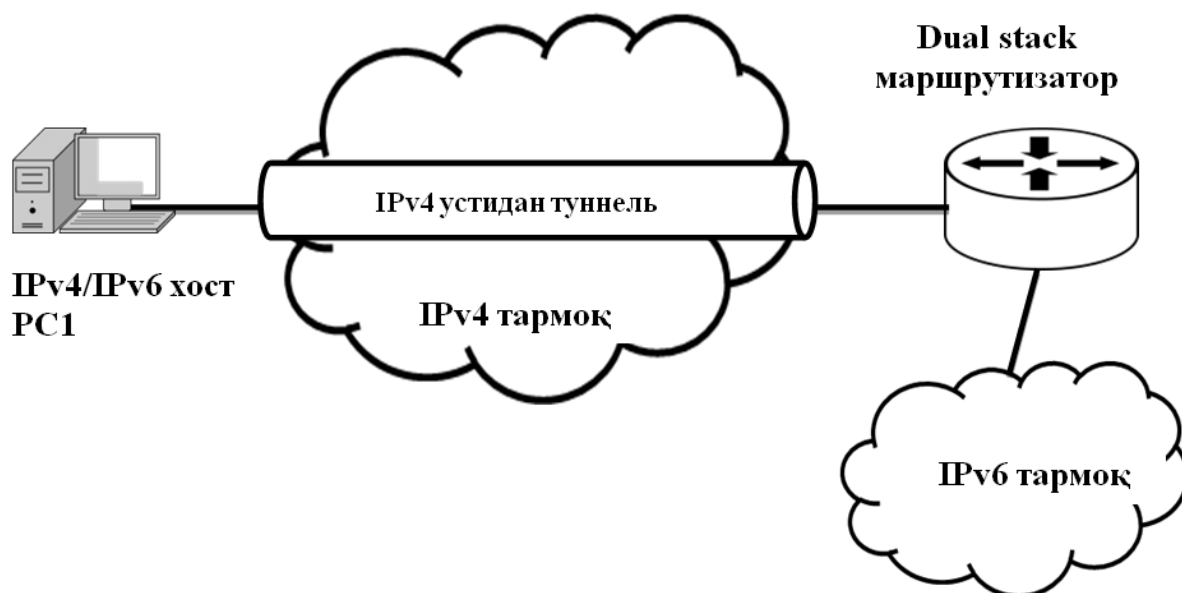 Dual stack
маршрутизатор
IPv4 устидан туннель
IPv4/IPv6 хост
PC1
IPv4 тармоқ
IPv6 тармоқ